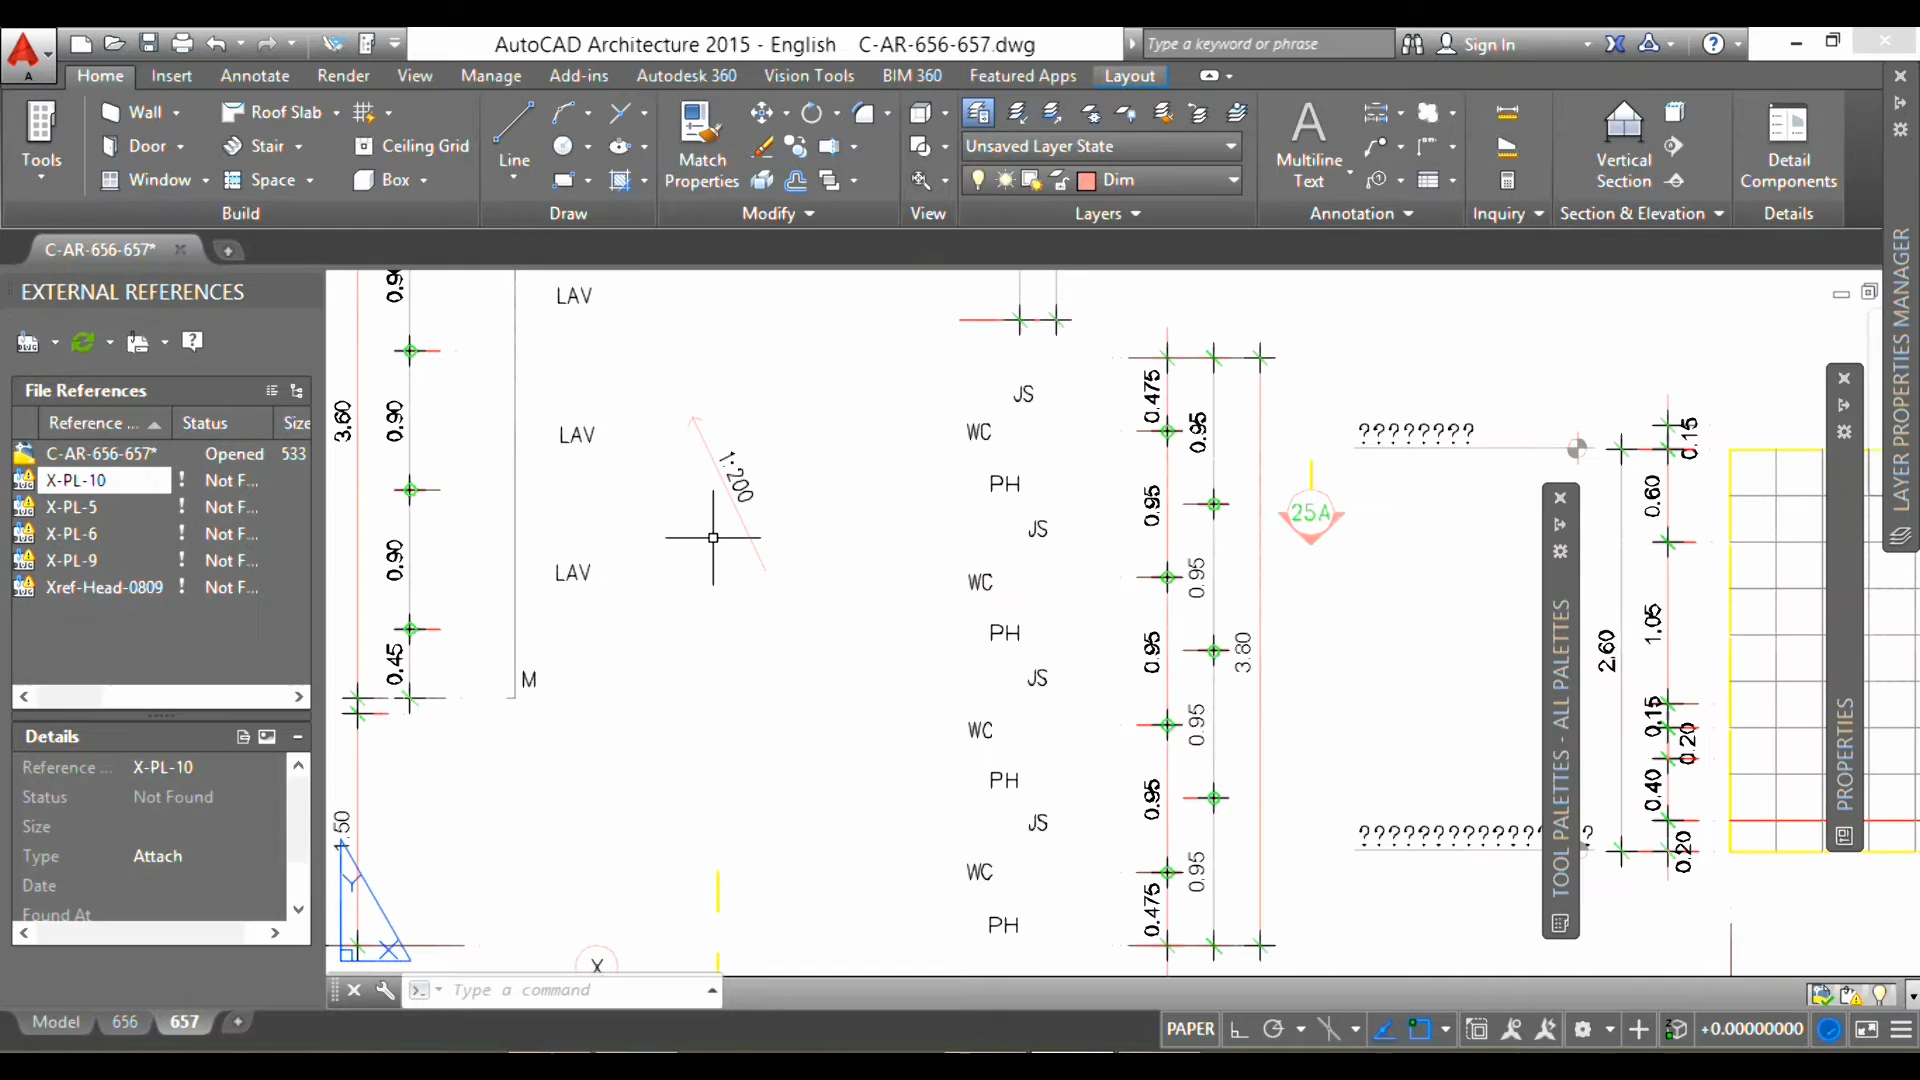 AutoCAD Architecture 2015 - English C-AR-656-657.dwg
Type a keyword or phrase
Sign In
A
Home Insert Annotate Render View Manage Add-ins Autodesk 360 Vision Tools BIM 360 Featured Apps Layout
Tools
Wall
Door
Window
Roof Slab
Stair
Space
Ceiling Grid
Box
Build
Line
Draw
Match
Properties
Modify
View
Unsaved Layer State
Dim
Layers
Multiline
Text
Annotation
Inquiry
Vertical
Section
Section & Elevation
Detail
Components
Details
C-AR-656-657*
EXTERNAL REFERENCES
File References
Reference ... Status Size
C-AR-656-657* Opened 533
X-PL-10 ! Not F...
X-PL-5 ! Not F...
X-PL-6 ! Not F...
X-PL-9 ! Not F...
Xref-Head-0809 ! Not F...
Details
Reference ... X-PL-10
Status Not Found
Size
Type Attach
Date
Found At
3.60
0.90
0.90
0.45
LAV
LAV
LAV
M
1:200
X
Y
X
JS
WC
PH
JS
WC
PH
JS
WC
PH
JS
WC
PH
0.475
0.95
0.95
0.95
0.95
0.95
0.95
0.95
0.475
3.80
25A
????????
2.60
0.15
0.60
1.05
0.15
0.20
0.40
0.20
TOOL PALETTES - ALL PALETTES
PROPERTIES
LAYER PROPERTIES MANAGER
Type a command
Model 656 657
PAPER
+0.00000000